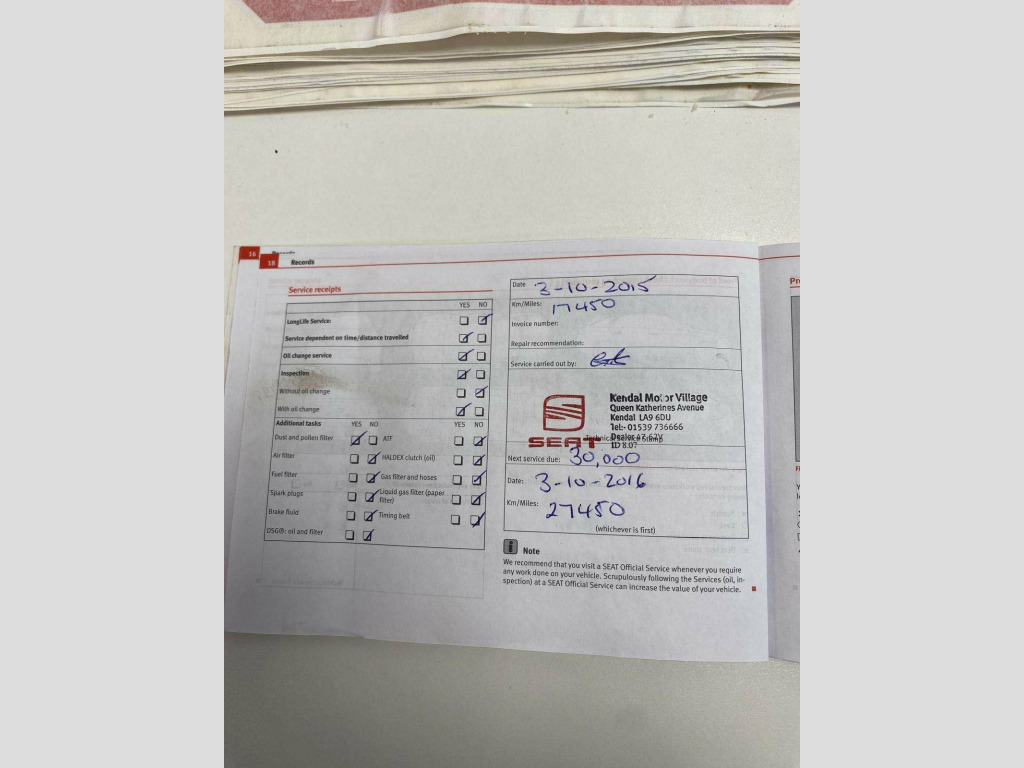 16 Records
18 Records
Service receipts
YES NO
LongLife Service:
Service dependent on time/distance travelled
Oil change service
Inspection
Without oil change
With oil change
Additional tasks YES NO YES NO
Dust and pollen filter ATF
Air filter HALDEX clutch (oil)
Fuel filter Gas filter and hoses
Spark plugs Liquid gas filter (paper filter)
Brake fluid Timing belt
DSG®: oil and filter
Date 3-10-2015
Km/Miles: 17450
Invoice number:
Repair recommendation:
Service carried out by:
SEAT
Kendal Motor Village
Queen Katherines Avenue
Kendal LA9 6DU
Tel:- 01539 736666
Next service due: 30,000
Date: 3-10-2016
Km/Miles: 27450
(whichever is first)
i Note
We recommend that you visit a SEAT Official Service whenever you require
any work done on your vehicle. Scrupulously following the Services (oil, in-
spection) at a SEAT Official Service can increase the value of your vehicle.